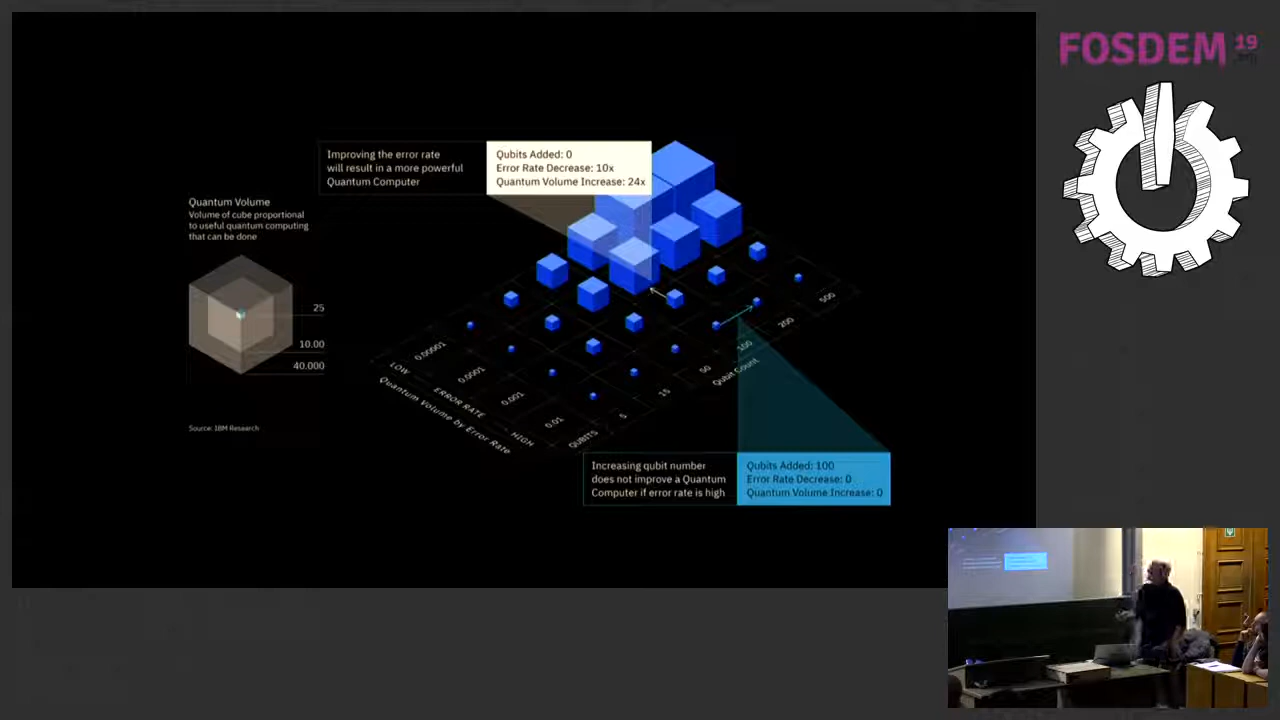 FOSDEM 19
.org
Improving the error rate
will result in a more powerful
Quantum Computer
Qubits Added: 0
Error Rate Decrease: 10x
Quantum Volume Increase: 24x
Quantum Volume
Volume of cube proportional
to useful quantum computing
that can be done
25
10.00
40.000
Source: IBM Research
0.00001
0.0001
0.001
0.01
LOW
ERROR RATE
HIGH
Quantum Volume by Error Rate
QUBITS
5
15
50
100
200
500
Qubit Count
Increasing qubit number
does not improve a Quantum
Computer if error rate is high
Qubits Added: 100
Error Rate Decrease: 0
Quantum Volume Increase: 0